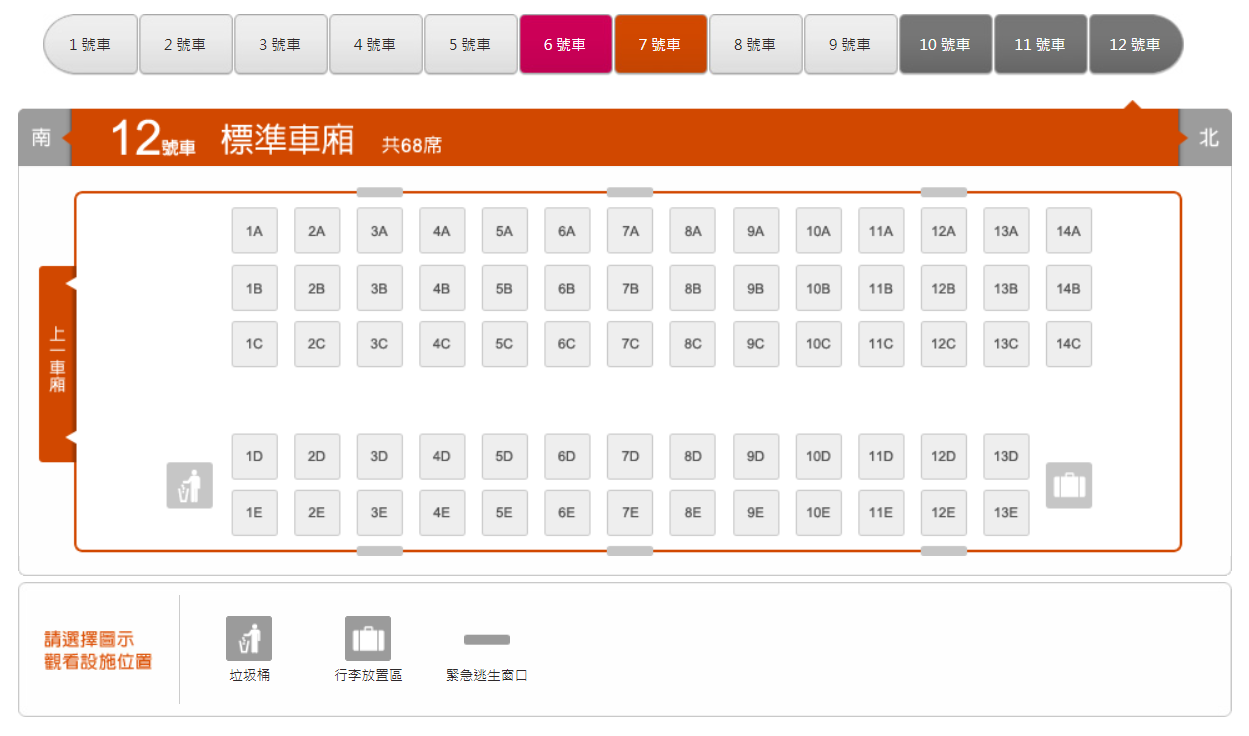 1 號車 2 號車 3 號車 4 號車 5 號車 6 號車 7 號車 8 號車 9 號車 10 號車 11 號車 12 號車
南 12號車 標準車廂 共68席 北
1A 2A 3A 4A 5A 6A 7A 8A 9A 10A 11A 12A 13A 14A
1B 2B 3B 4B 5B 6B 7B 8B 9B 10B 11B 12B 13B 14B
上一車廂
1C 2C 3C 4C 5C 6C 7C 8C 9C 10C 11C 12C 13C 14C
1D 2D 3D 4D 5D 6D 7D 8D 9D 10D 11D 12D 13D
1E 2E 3E 4E 5E 6E 7E 8E 9E 10E 11E 12E 13E
請選擇圖示
觀看設施位置
垃圾桶 行李放置區 緊急逃生窗口